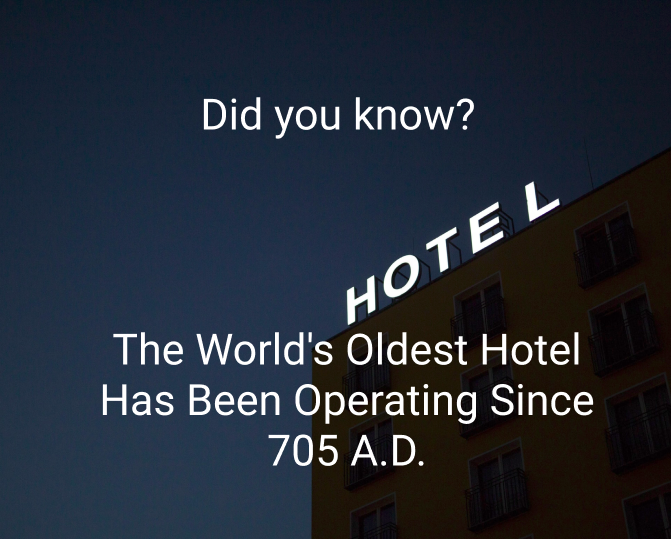 Did you know?
HOTEL
The World's Oldest Hotel
Has Been Operating Since
705 A.D.